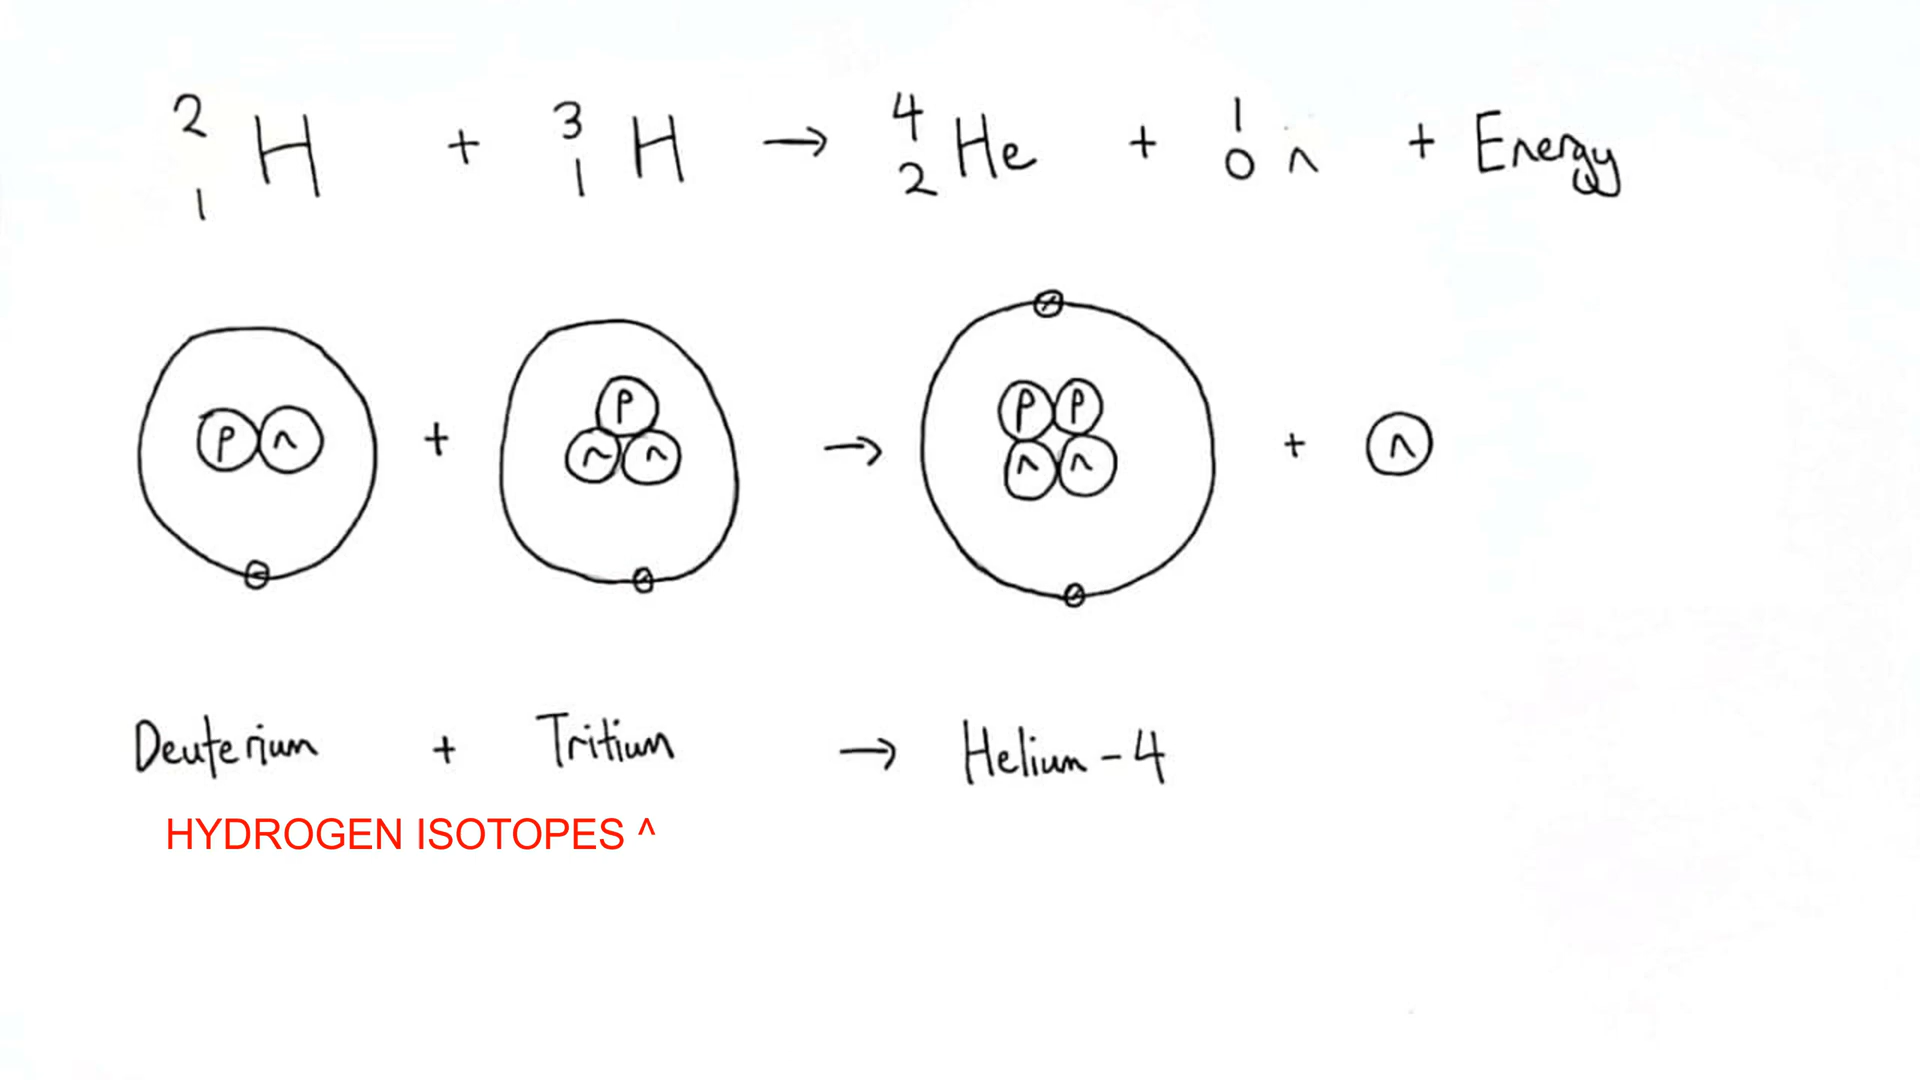 2 1 H + 3 1 H → 4 2 He + 1 0 n + Energy
p n + p n n → p p n n + n
Deuterium + Tritium → Helium-4
HYDROGEN ISOTOPES ^